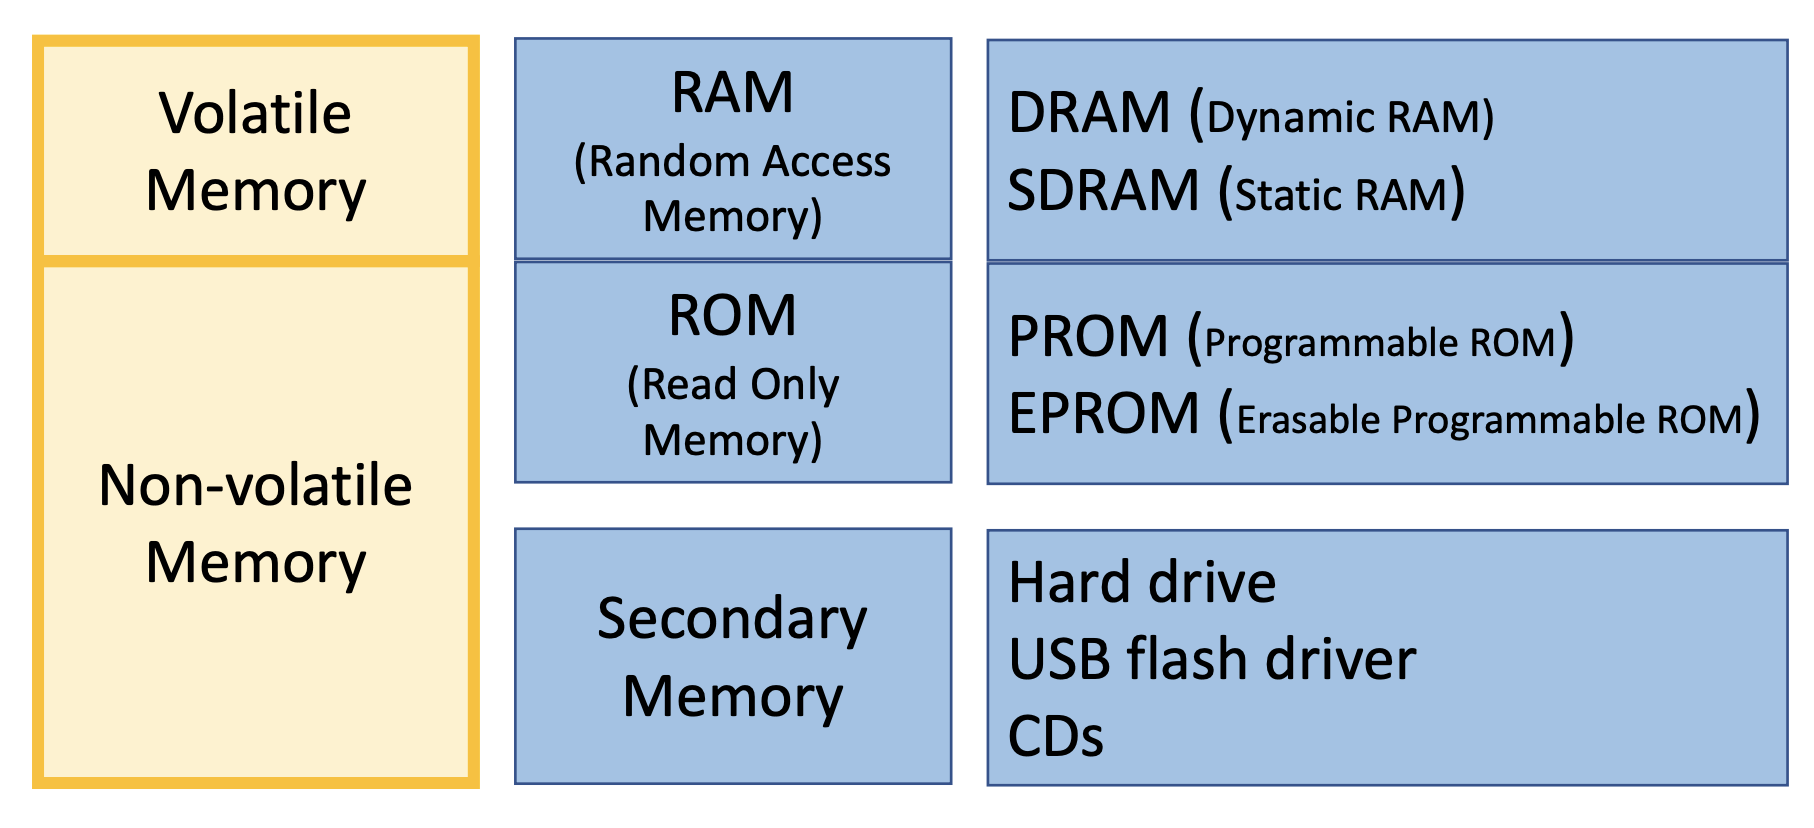 Volatile
Memory
RAM
(Random Access
Memory)
DRAM (Dynamic RAM)
SDRAM (Static RAM)
Non-volatile
Memory
ROM
(Read Only
Memory)
PROM (Programmable ROM)
EPROM (Erasable Programmable ROM)
Secondary
Memory
Hard drive
USB flash driver
CDs